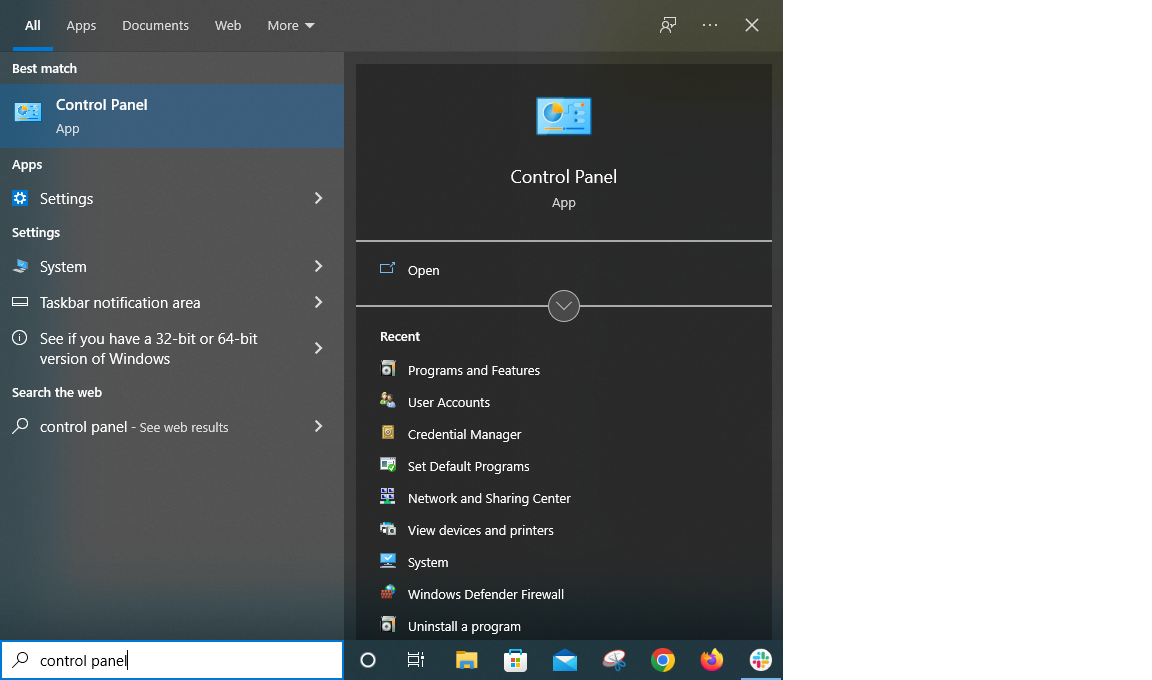 All Apps Documents Web More
Best match
Control Panel
App
Apps
Settings
Settings
System
Taskbar notification area
See if you have a 32-bit or 64-bit
version of Windows
Search the web
control panel - See web results
Control Panel
App
Open
Recent
Programs and Features
User Accounts
Credential Manager
Set Default Programs
Network and Sharing Center
View devices and printers
System
Windows Defender Firewall
Uninstall a program
control panel